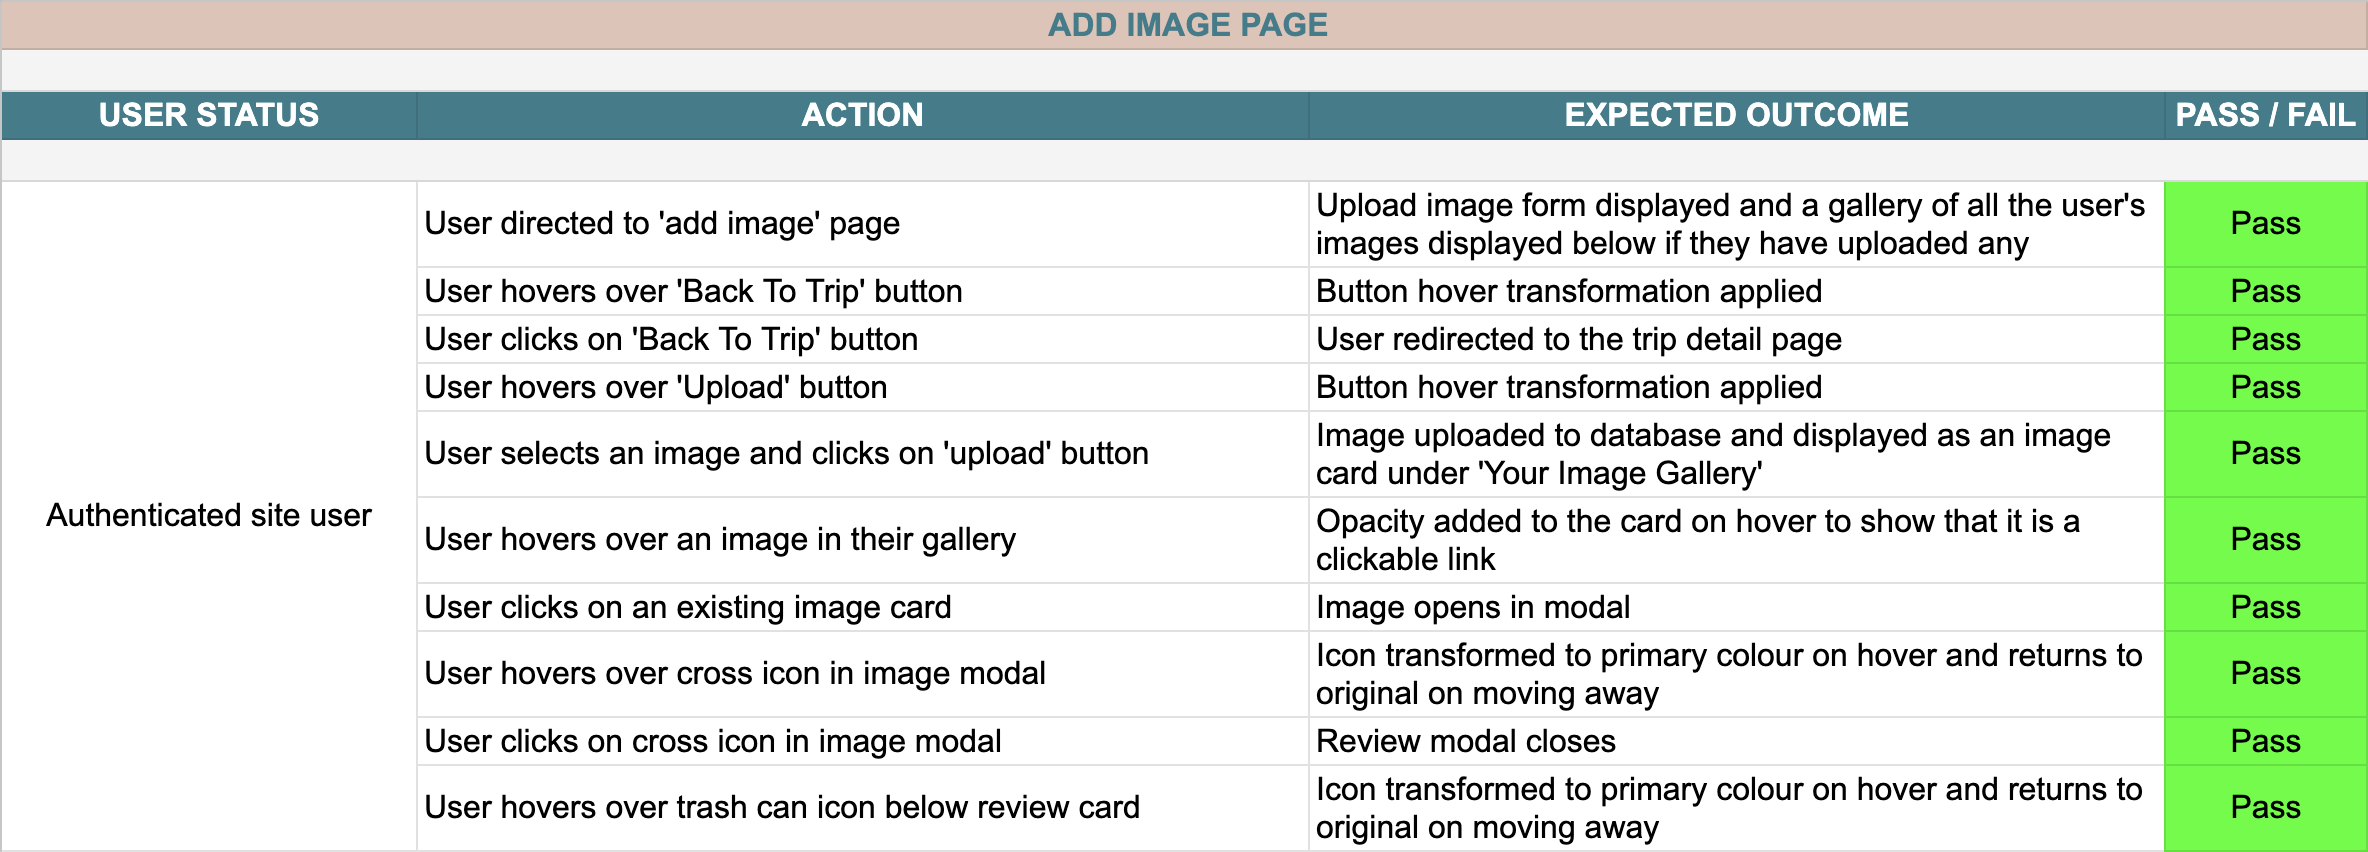 ADD IMAGE PAGE
USER STATUS ACTION EXPECTED OUTCOME PASS / FAIL
Authenticated site user
User directed to 'add image' page
Upload image form displayed and a gallery of all the user's
images displayed below if they have uploaded any
Pass
User hovers over 'Back To Trip' button
Button hover transformation applied
Pass
User clicks on 'Back To Trip' button
User redirected to the trip detail page
Pass
User hovers over 'Upload' button
Button hover transformation applied
Pass
User selects an image and clicks on 'upload' button
Image uploaded to database and displayed as an image
card under 'Your Image Gallery'
Pass
User hovers over an image in their gallery
Opacity added to the card on hover to show that it is a
clickable link
Pass
User clicks on an existing image card
Image opens in modal
Pass
User hovers over cross icon in image modal
Icon transformed to primary colour on hover and returns to
original on moving away
Pass
User clicks on cross icon in image modal
Review modal closes
Pass
User hovers over trash can icon below review card
Icon transformed to primary colour on hover and returns to
original on moving away
Pass